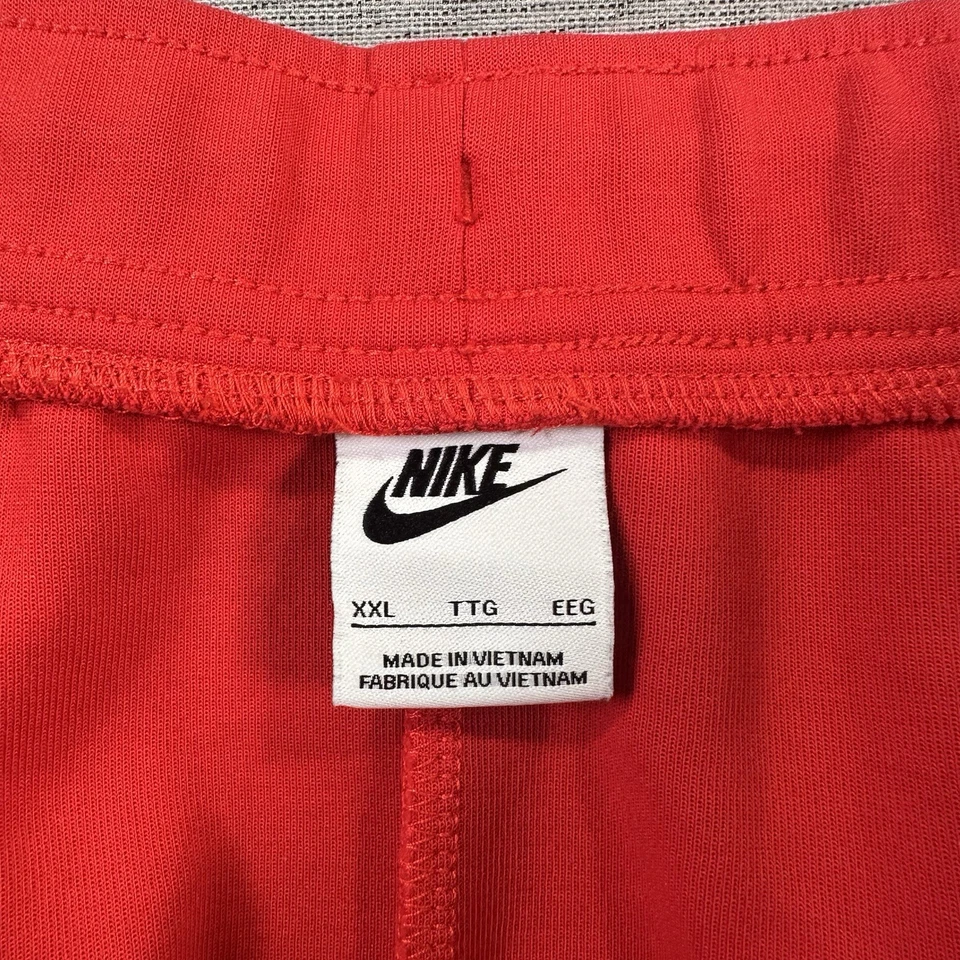 NIKE
XXL TTG EEG
MADE IN VIETNAM
FABRIQUE AU VIETNAM